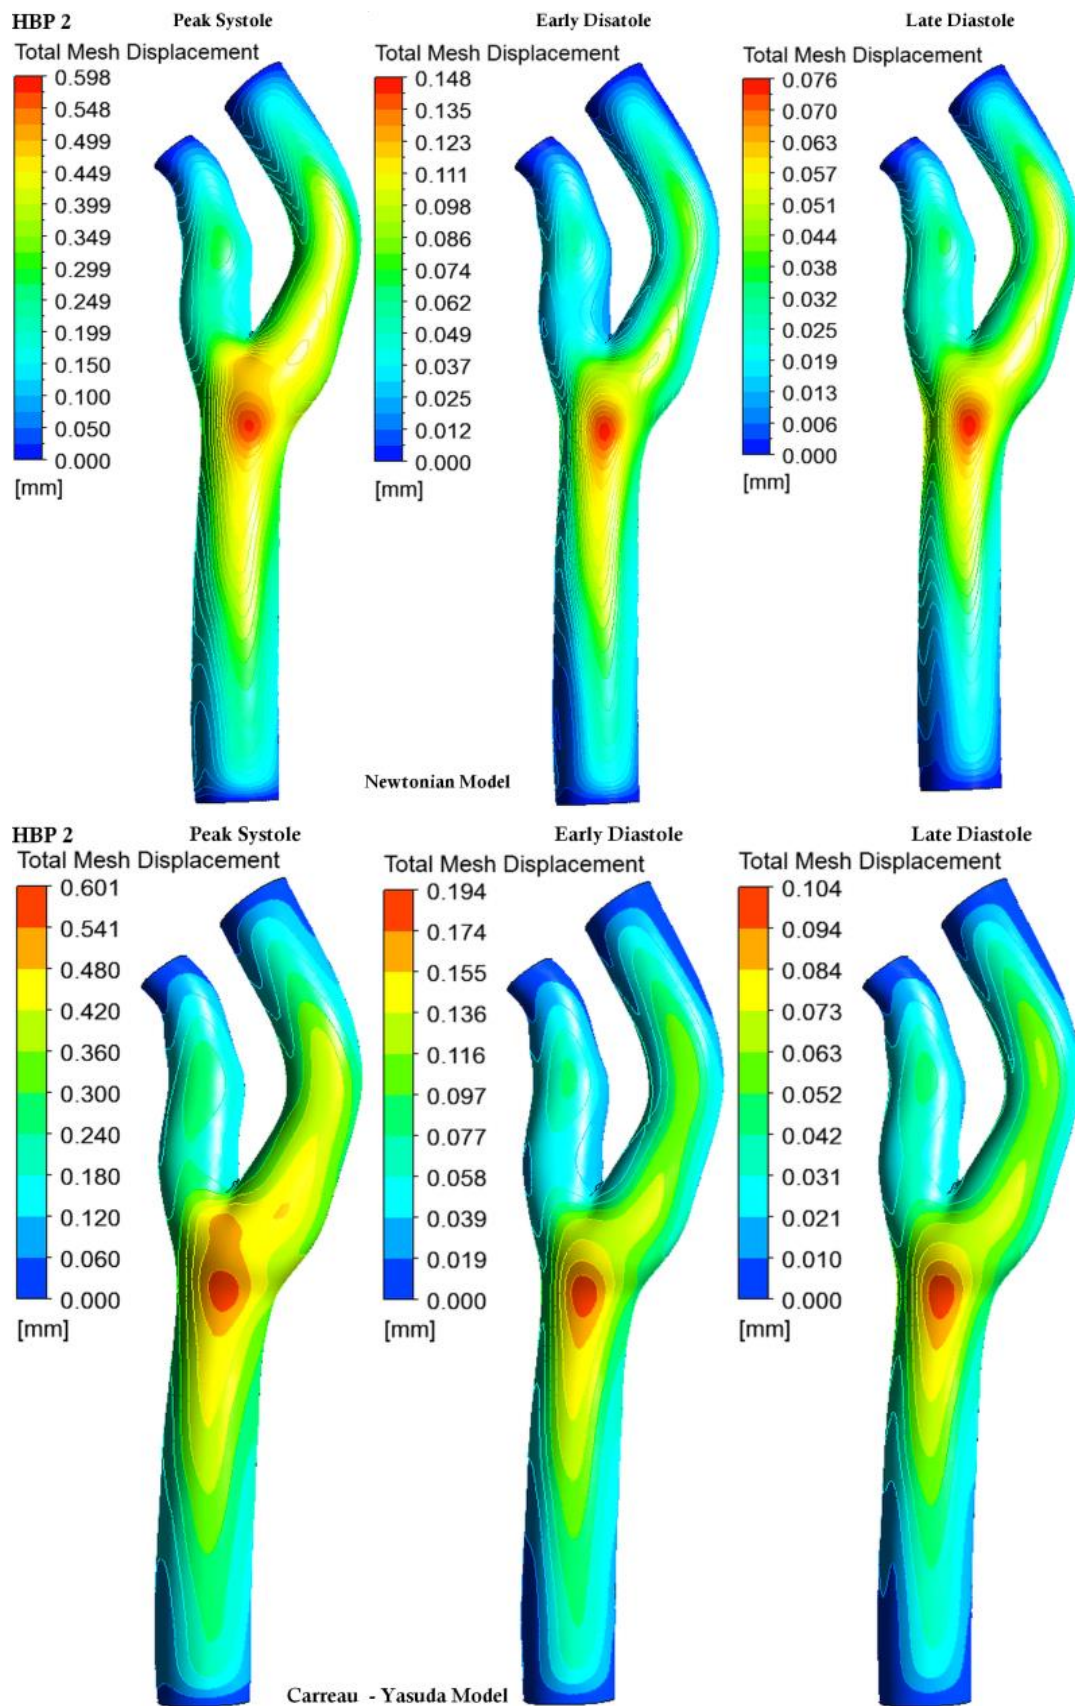 HBP 2 Peak Systole Early Disatole Late Diastole
Total Mesh Displacement Total Mesh Displacement Total Mesh Displacement
0.598 0.148 0.076
0.548 0.135 0.070
0.499 0.123 0.063
0.449 0.111 0.057
0.399 0.098 0.051
0.349 0.086 0.044
0.299 0.074 0.038
0.249 0.062 0.032
0.199 0.049 0.025
0.150 0.037 0.019
0.100 0.025 0.013
0.050 0.012 0.006
0.000 0.000 0.000
[mm] [mm] [mm]
Newtonian Model
HBP 2 Peak Systole Early Diastole Late Diastole
Total Mesh Displacement Total Mesh Displacement Total Mesh Displacement
0.601 0.194 0.104
0.541 0.174 0.094
0.480 0.155 0.084
0.420 0.136 0.073
0.360 0.116 0.063
0.300 0.097 0.052
0.240 0.077 0.042
0.180 0.058 0.031
0.120 0.039 0.021
0.060 0.019 0.010
0.000 0.000 0.000
[mm] [mm] [mm]
Carreau - Yasuda Model